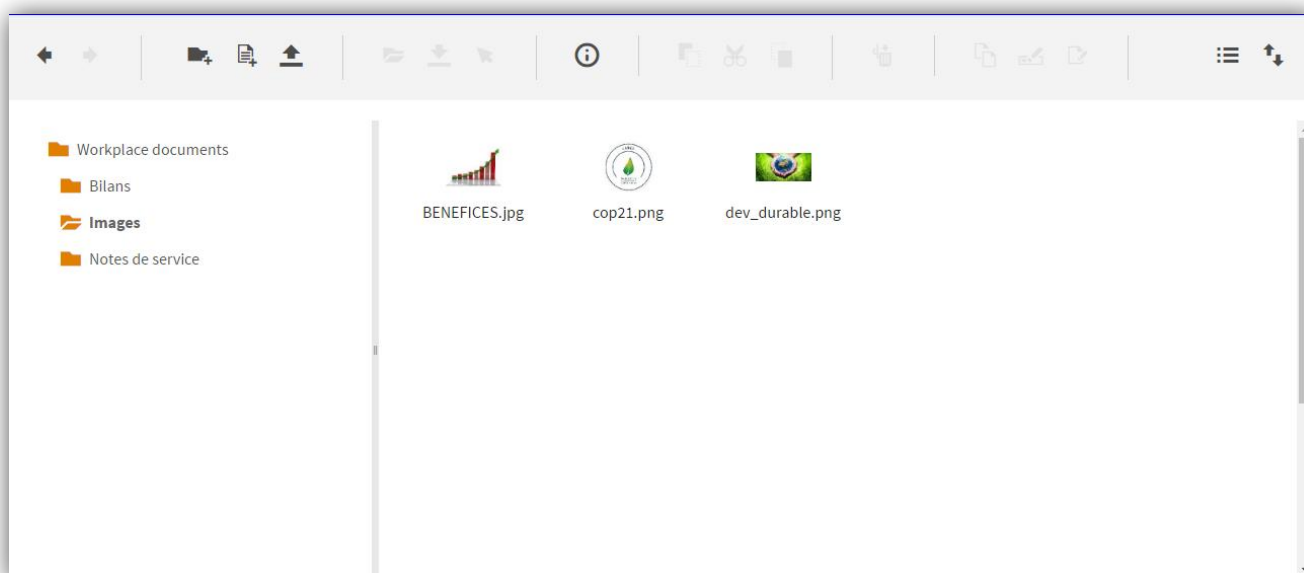 Workplace documents
Bilans
Images
Notes de service
BENEFICES.jpg
cop21.png
dev_durable.png